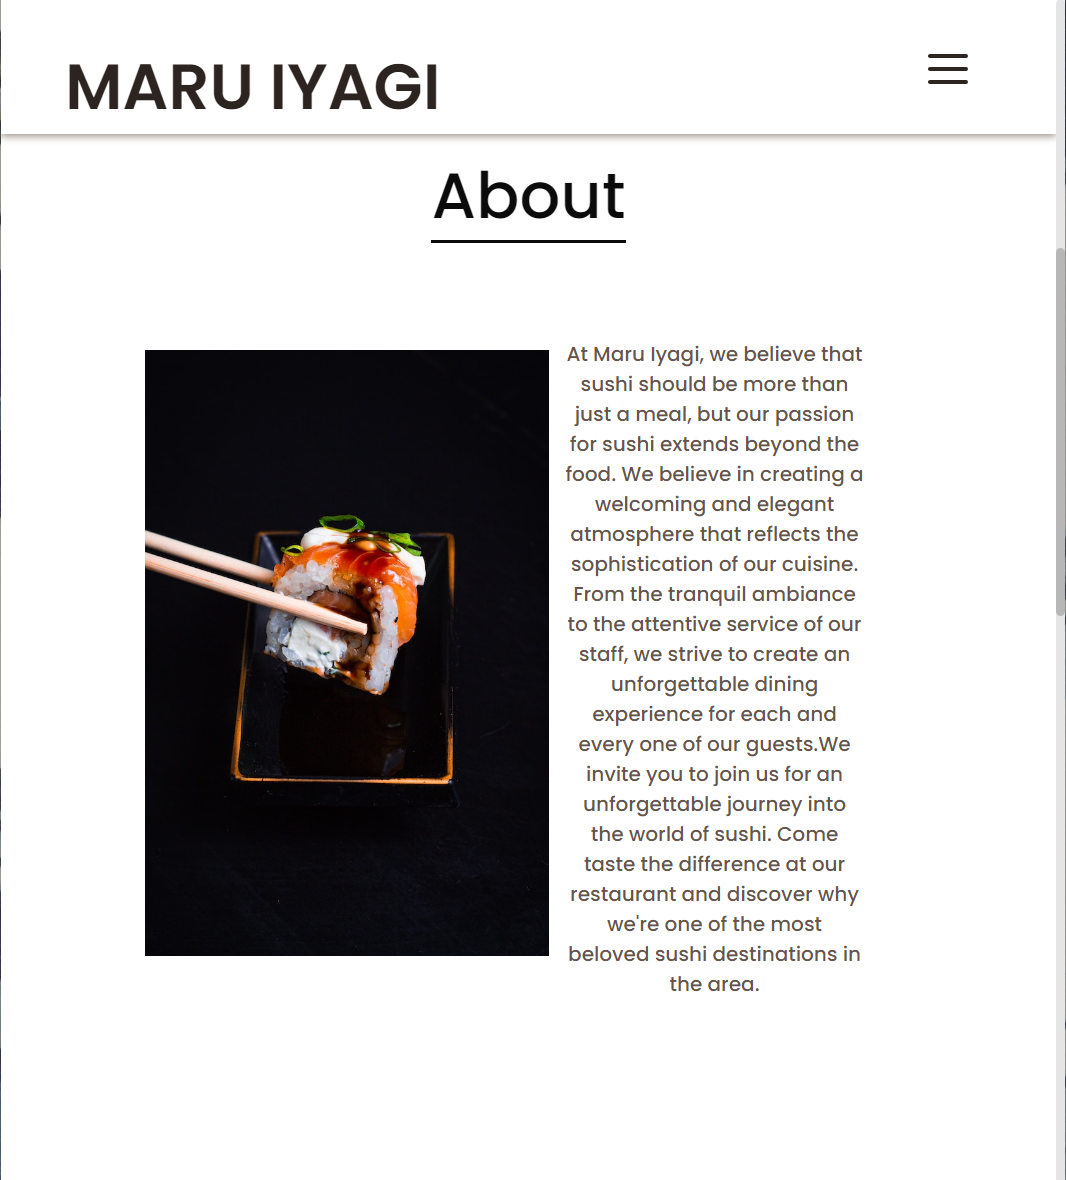 MARU IYAGI
About
At Maru Iyagi, we believe that
sushi should be more than
just a meal, but our passion
for sushi extends beyond the
food. We believe in creating a
welcoming and elegant
atmosphere that reflects the
sophistication of our cuisine.
From the tranquil ambiance
to the attentive service of our
staff, we strive to create an
unforgettable dining
experience for each and
every one of our guests.We
invite you to join us for an
unforgettable journey into
the world of sushi. Come
taste the difference at our
restaurant and discover why
we're one of the most
beloved sushi destinations in
the area.